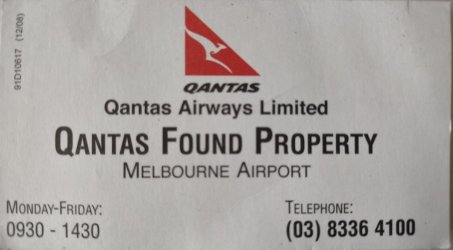 91D10617 (12/08)
QANTAS
Qantas Airways Limited
QANTAS FOUND PROPERTY
MELBOURNE AIRPORT
MONDAY-FRIDAY:
0930 - 1430
TELEPHONE:
(03) 8336 4100